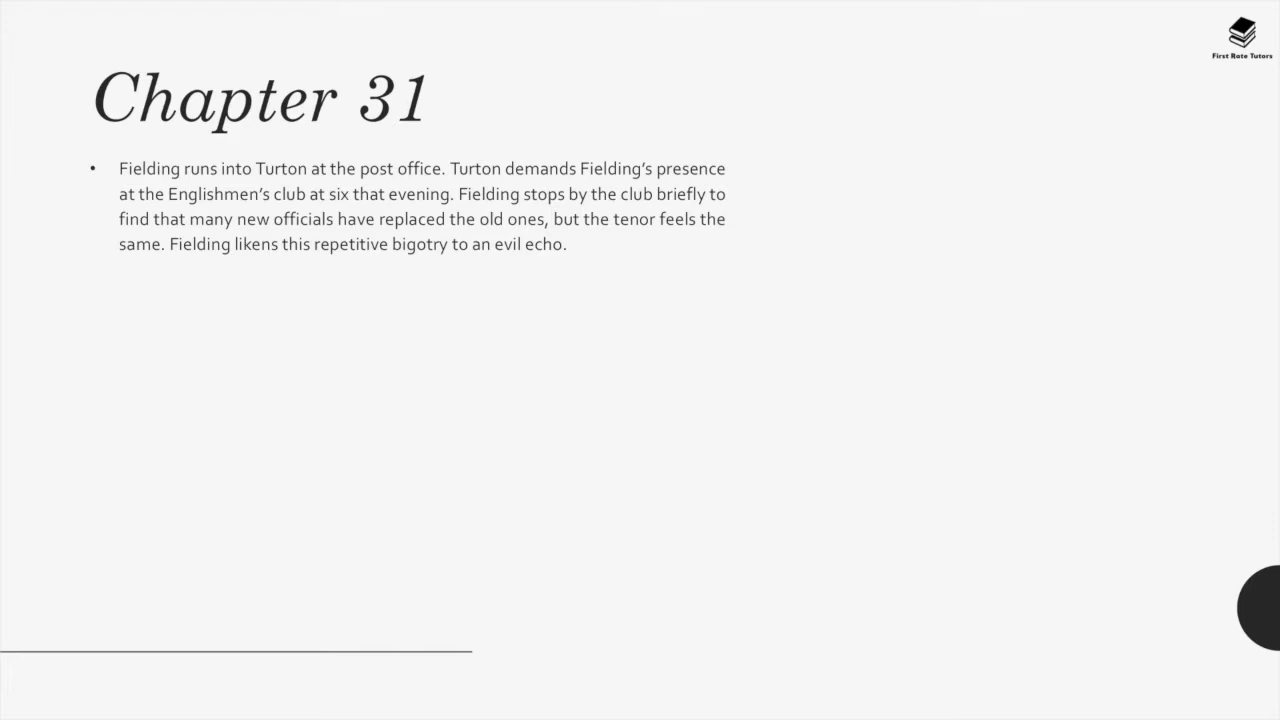 First Rate Tutors
Chapter 31
• Fielding runs into Turton at the post office. Turton demands Fielding’s presence
at the Englishmen’s club at six that evening. Fielding stops by the club briefly to
find that many new officials have replaced the old ones, but the tenor feels the
same. Fielding likens this repetitive bigotry to an evil echo.